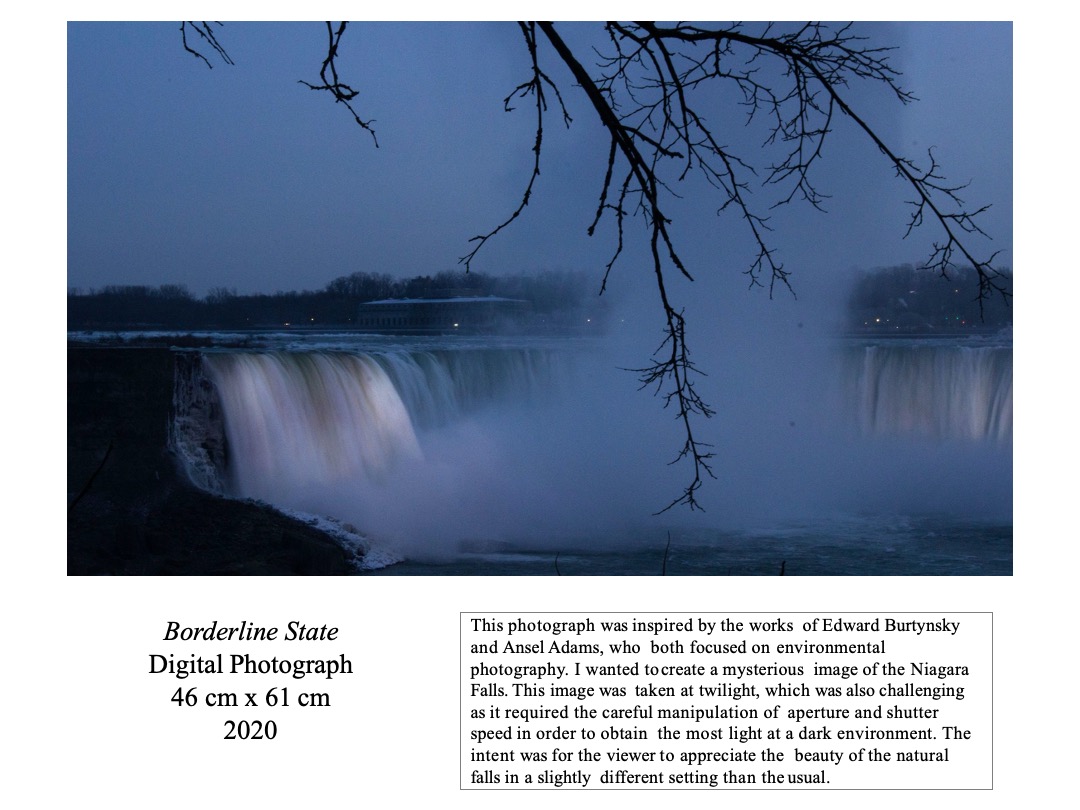 Borderline State
Digital Photograph
46 cm x 61 cm
2020
This photograph was inspired by the works of Edward Burtynsky
and Ansel Adams, who both focused on environmental
photography. I wanted to create a mysterious image of the Niagara
Falls. This image was taken at twilight, which was also challenging
as it required the careful manipulation of aperture and shutter
speed in order to obtain the most light at a dark environment. The
intent was for the viewer to appreciate the beauty of the natural
falls in a slightly different setting than the usual.